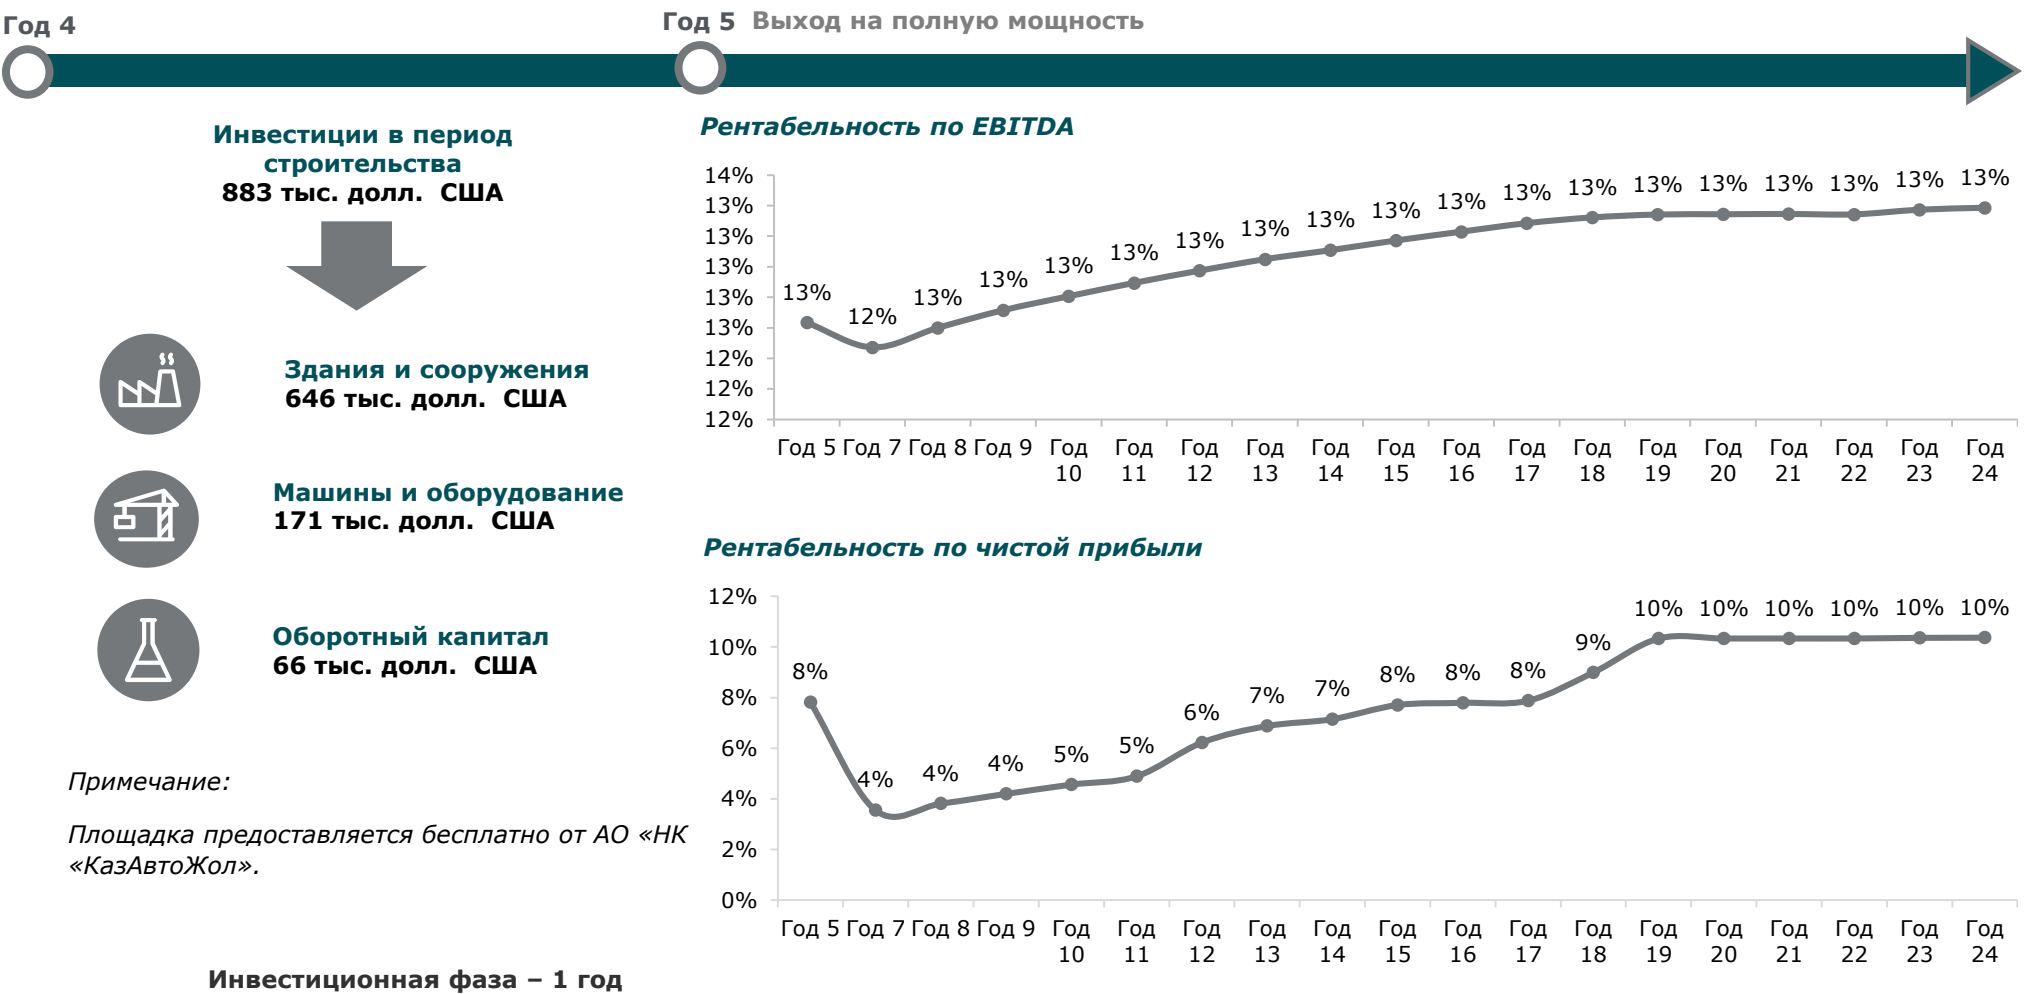 Год 4
Год 5 Выход на полную мощность
Инвестиции в период
строительства
883 тыс. долл. США
Здания и сооружения
646 тыс. долл. США
Машины и оборудование
171 тыс. долл. США
Оборотный капитал
66 тыс. долл. США
Примечание:
Площадка предоставляется бесплатно от АО «НК
«КазАвтоЖол».
Инвестиционная фаза – 1 год
Рентабельность по EBITDA
14%
13%
13%
13%
13%
13%
12%
12%
12%
13% 12% 13% 13% 13% 13% 13% 13% 13% 13% 13% 13% 13% 13% 13% 13% 13% 13% 13%
Год 5 Год 7 Год 8 Год 9 Год Год Год Год Год Год Год Год Год Год Год Год Год Год Год
10 11 12 13 14 15 16 17 18 19 20 21 22 23 24
Рентабельность по чистой прибыли
12%
10%
8%
6%
4%
2%
0%
8% 4% 4% 4% 5% 5% 6% 7% 7% 8% 8% 8% 9% 10% 10% 10% 10% 10% 10%
Год 5 Год 7 Год 8 Год 9 Год Год Год Год Год Год Год Год Год Год Год Год Год Год Год
10 11 12 13 14 15 16 17 18 19 20 21 22 23 24